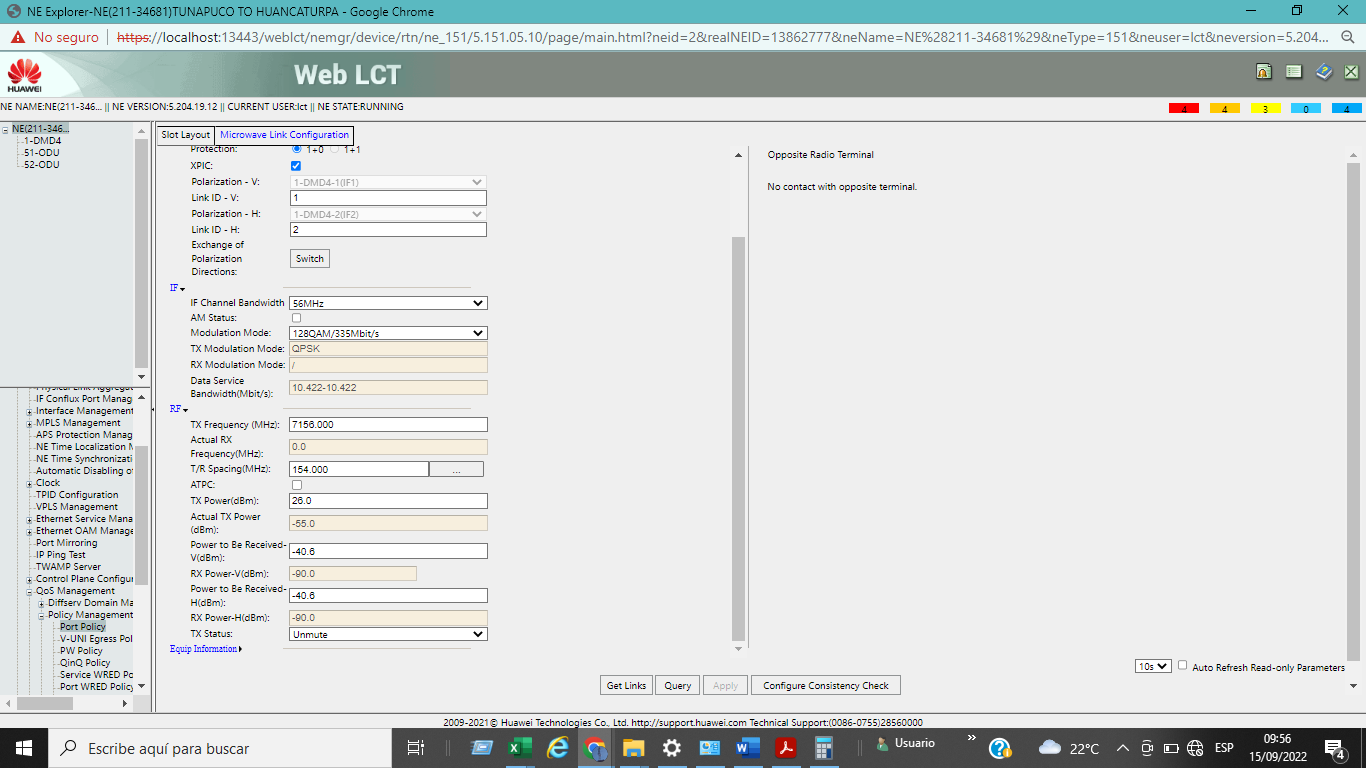 NE Explorer-NE(211-34681)TUNAPUCO TO HUANCATURPA - Google Chrome
No seguro | https://localhost:13443/weblct/nemgr/device/rtn/ne_151/5.151.05.10/page/main.html?neid=2&realNEID=13862777&neName=NE%28211-34681%29&neType=151&neuser=lct&neversion=5.204...
HUAWEI
Web LCT
NE NAME:NE(211-346... || NE VERSION:5.204.19.12 || CURRENT USER:lct || NE STATE:RUNNING
4 4 3 0 4
NE(211-346...
1-DMD4
51-ODU
52-ODU
Physical Link Aggregat
IF Conflux Port Manag
Interface Management
MPLS Management
APS Protection Manag
NE Time Localization M
NE Time Synchronizati
Automatic Disabling o
Clock
TPID Configuration
VPLS Management
Ethernet Service Mana
Ethernet OAM Manage
Port Mirroring
IP Ping Test
TWAMP Server
Control Plane Configur
QoS Management
Diffserv Domain Ma
Policy Management
Port Policy
V-UNI Egress Pol
PW Policy
QinQ Policy
Service WRED Po
Port WRED Policy
Slot Layout Microwave Link Configuration
Protection: 1+0 1+1
XPIC:
Polarization - V: 1-DMD4-1(IF1)
Link ID - V: 1
Polarization - H: 1-DMD4-2(IF2)
Link ID - H: 2
Exchange of
Polarization Switch
Directions:
IF
IF Channel Bandwidth 56MHz
AM Status:
Modulation Mode: 128QAM/335Mbit/s
TX Modulation Mode: QPSK
RX Modulation Mode: /
Data Service
Bandwidth(Mbit/s): 10.422-10.422
RF
TX Frequency (MHz): 7156.000
Actual RX
Frequency(MHz): 0.0
T/R Spacing(MHz): 154.000 ...
ATPC:
TX Power(dBm): 26.0
Actual TX Power
(dBm): -55.0
Power to Be Received-
V(dBm): -40.6
RX Power-V(dBm): -90.0
Power to Be Received-
H(dBm): -40.6
RX Power-H(dBm): -90.0
TX Status: Unmute
Equip Information
Opposite Radio Terminal
No contact with opposite terminal.
10s Auto Refresh Read-only Parameters
Get Links Query Apply Configure Consistency Check
2009-2021© Huawei Technologies Co., Ltd. http://support.huawei.com Technical Support:(0086-0755)28560000
Escribe aquí para buscar
Usuario
»
22°C
ESP
09:56
15/09/2022
4